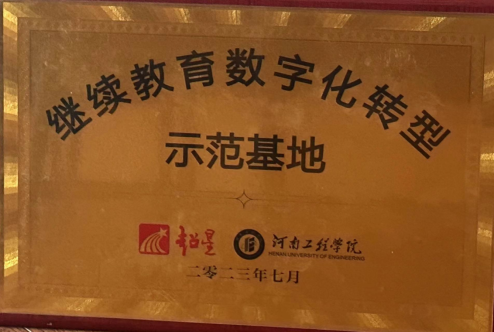 继续教育数字化转型
示范基地
超星 河南工程学院
HENAN UNIVERSITY OF ENGINEERING
二零二三年七月